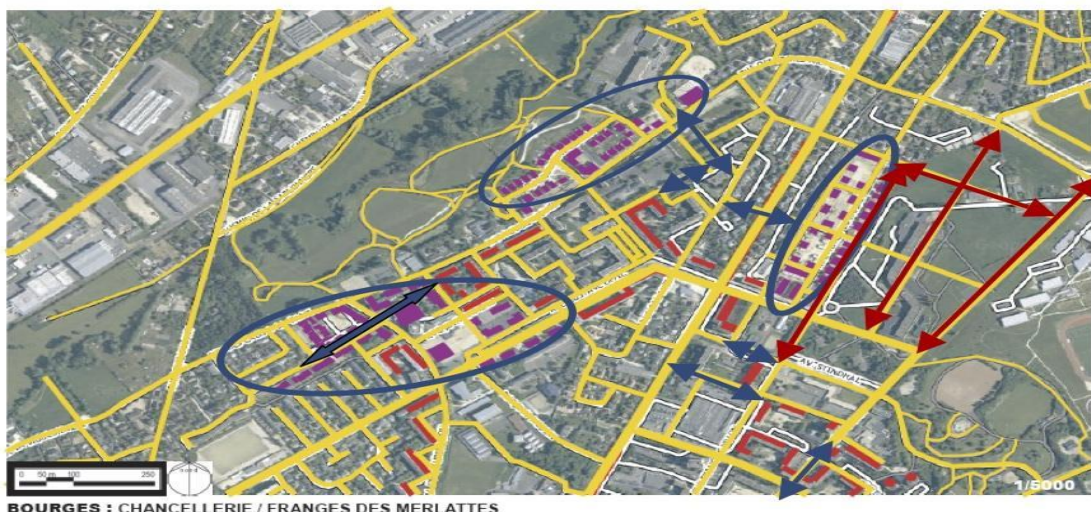 AV. STENDHAL
0 50 m 100 250
1/5000
BOURGES : CHANCELLERIE / FRANGES DES MERLATTES